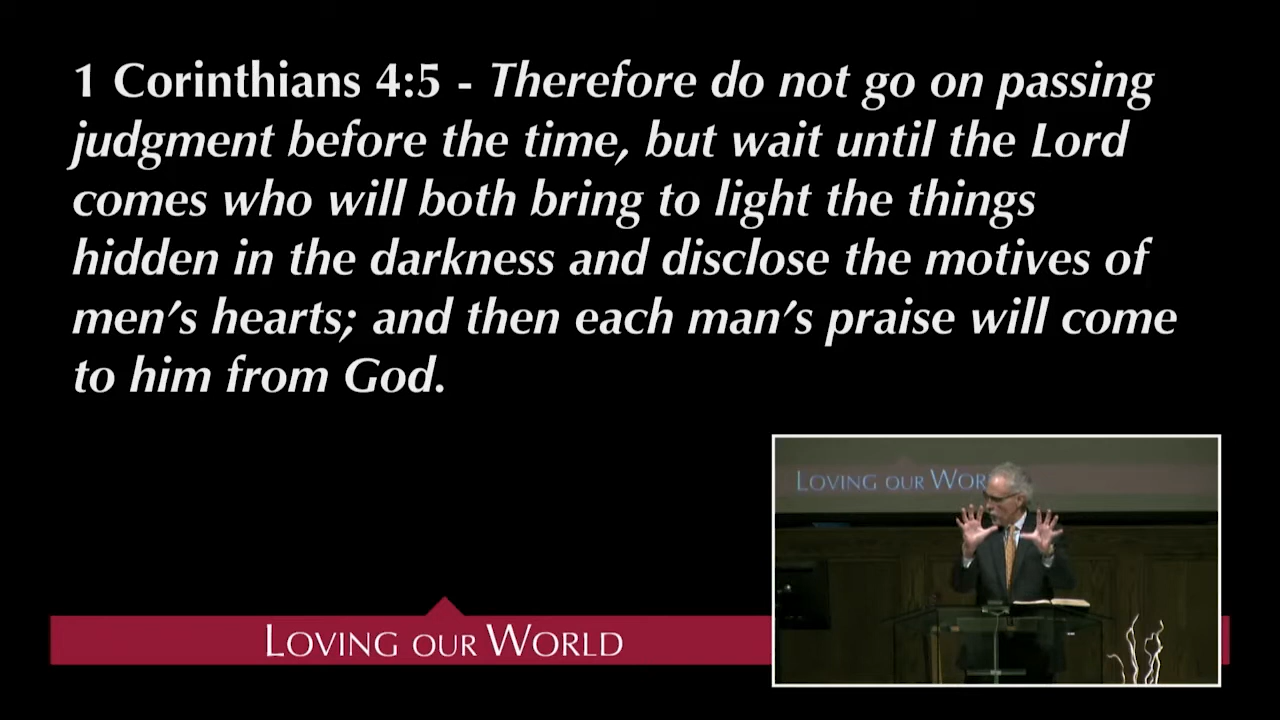 1 Corinthians 4:5 - Therefore do not go on passing
judgment before the time, but wait until the Lord
comes who will both bring to light the things
hidden in the darkness and disclose the motives of
men's hearts; and then each man's praise will come
to him from God.
LOVING OUR WOR
LOVING OUR WORLD